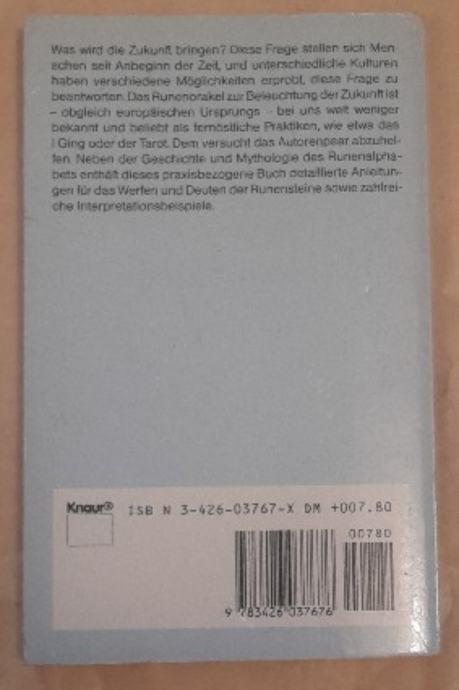 Was wird die Zukunft bringen? Diese Frage stellen sich Men-
schen seit Anbeginn der Zeit, und unterschiedliche Kulturen
haben verschiedene Möglichkeiten erprobt, diese Frage zu
beantworten. Das Runenorakel zur Beleuchtung der Zukunft ist
– obgleich europäischen Ursprungs – bei uns weit weniger
bekannt und beliebt als fernöstliche Praktiken, wie etwa das
I Ging oder der Tarot. Dem versucht das Autorenpaar abzuhel-
fen. Neben der Geschichte und Mythologie des Runenalpha-
bets enthält dieses praxisbezogene Buch detaillierte Anleitun-
gen für das Werfen und Deuten der Runensteine sowie zahlrei-
che Interpretationsbeispiele.
Knaur® ISB N 3-426-03767-X DM +007.80
00780
9 783426 037676